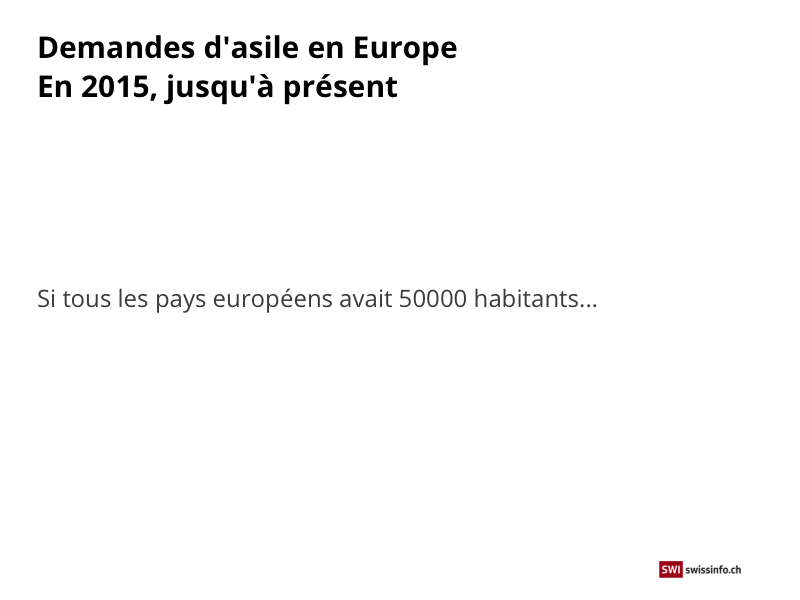 Demandes d'asile en Europe
En 2015, jusqu'à présent
Si tous les pays européens avait 50000 habitants...
SWI swissinfo.ch